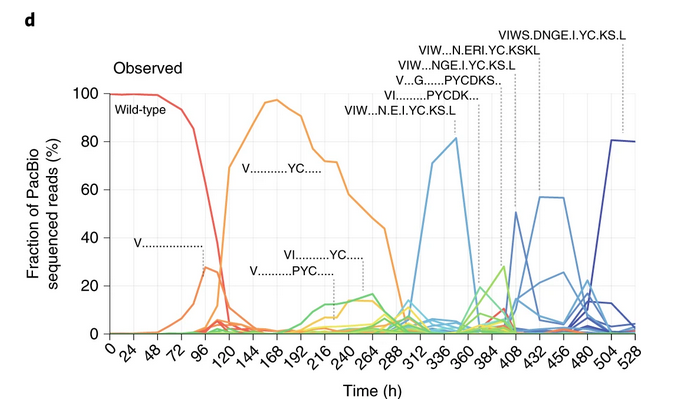 d
VIWS.DNGE.I.YC.KS.L
VIW...N.ERI.YC.KSKL
VIW...NGE.I.YC.KS.L
V...G......PYCDKS..
VI.........PYCDK...
VIW...N.E.I.YC.KS.L
Observed
Wild-type
V............YC.....
V..................
VI..........YC....
V...........PYC....
Fraction of PacBio
sequenced reads (%)
100
80
60
40
20
0
0 24 48 72 96 120 144 168 192 216 240 264 288 312 336 360 384 408 432 456 480 504 528
Time (h)